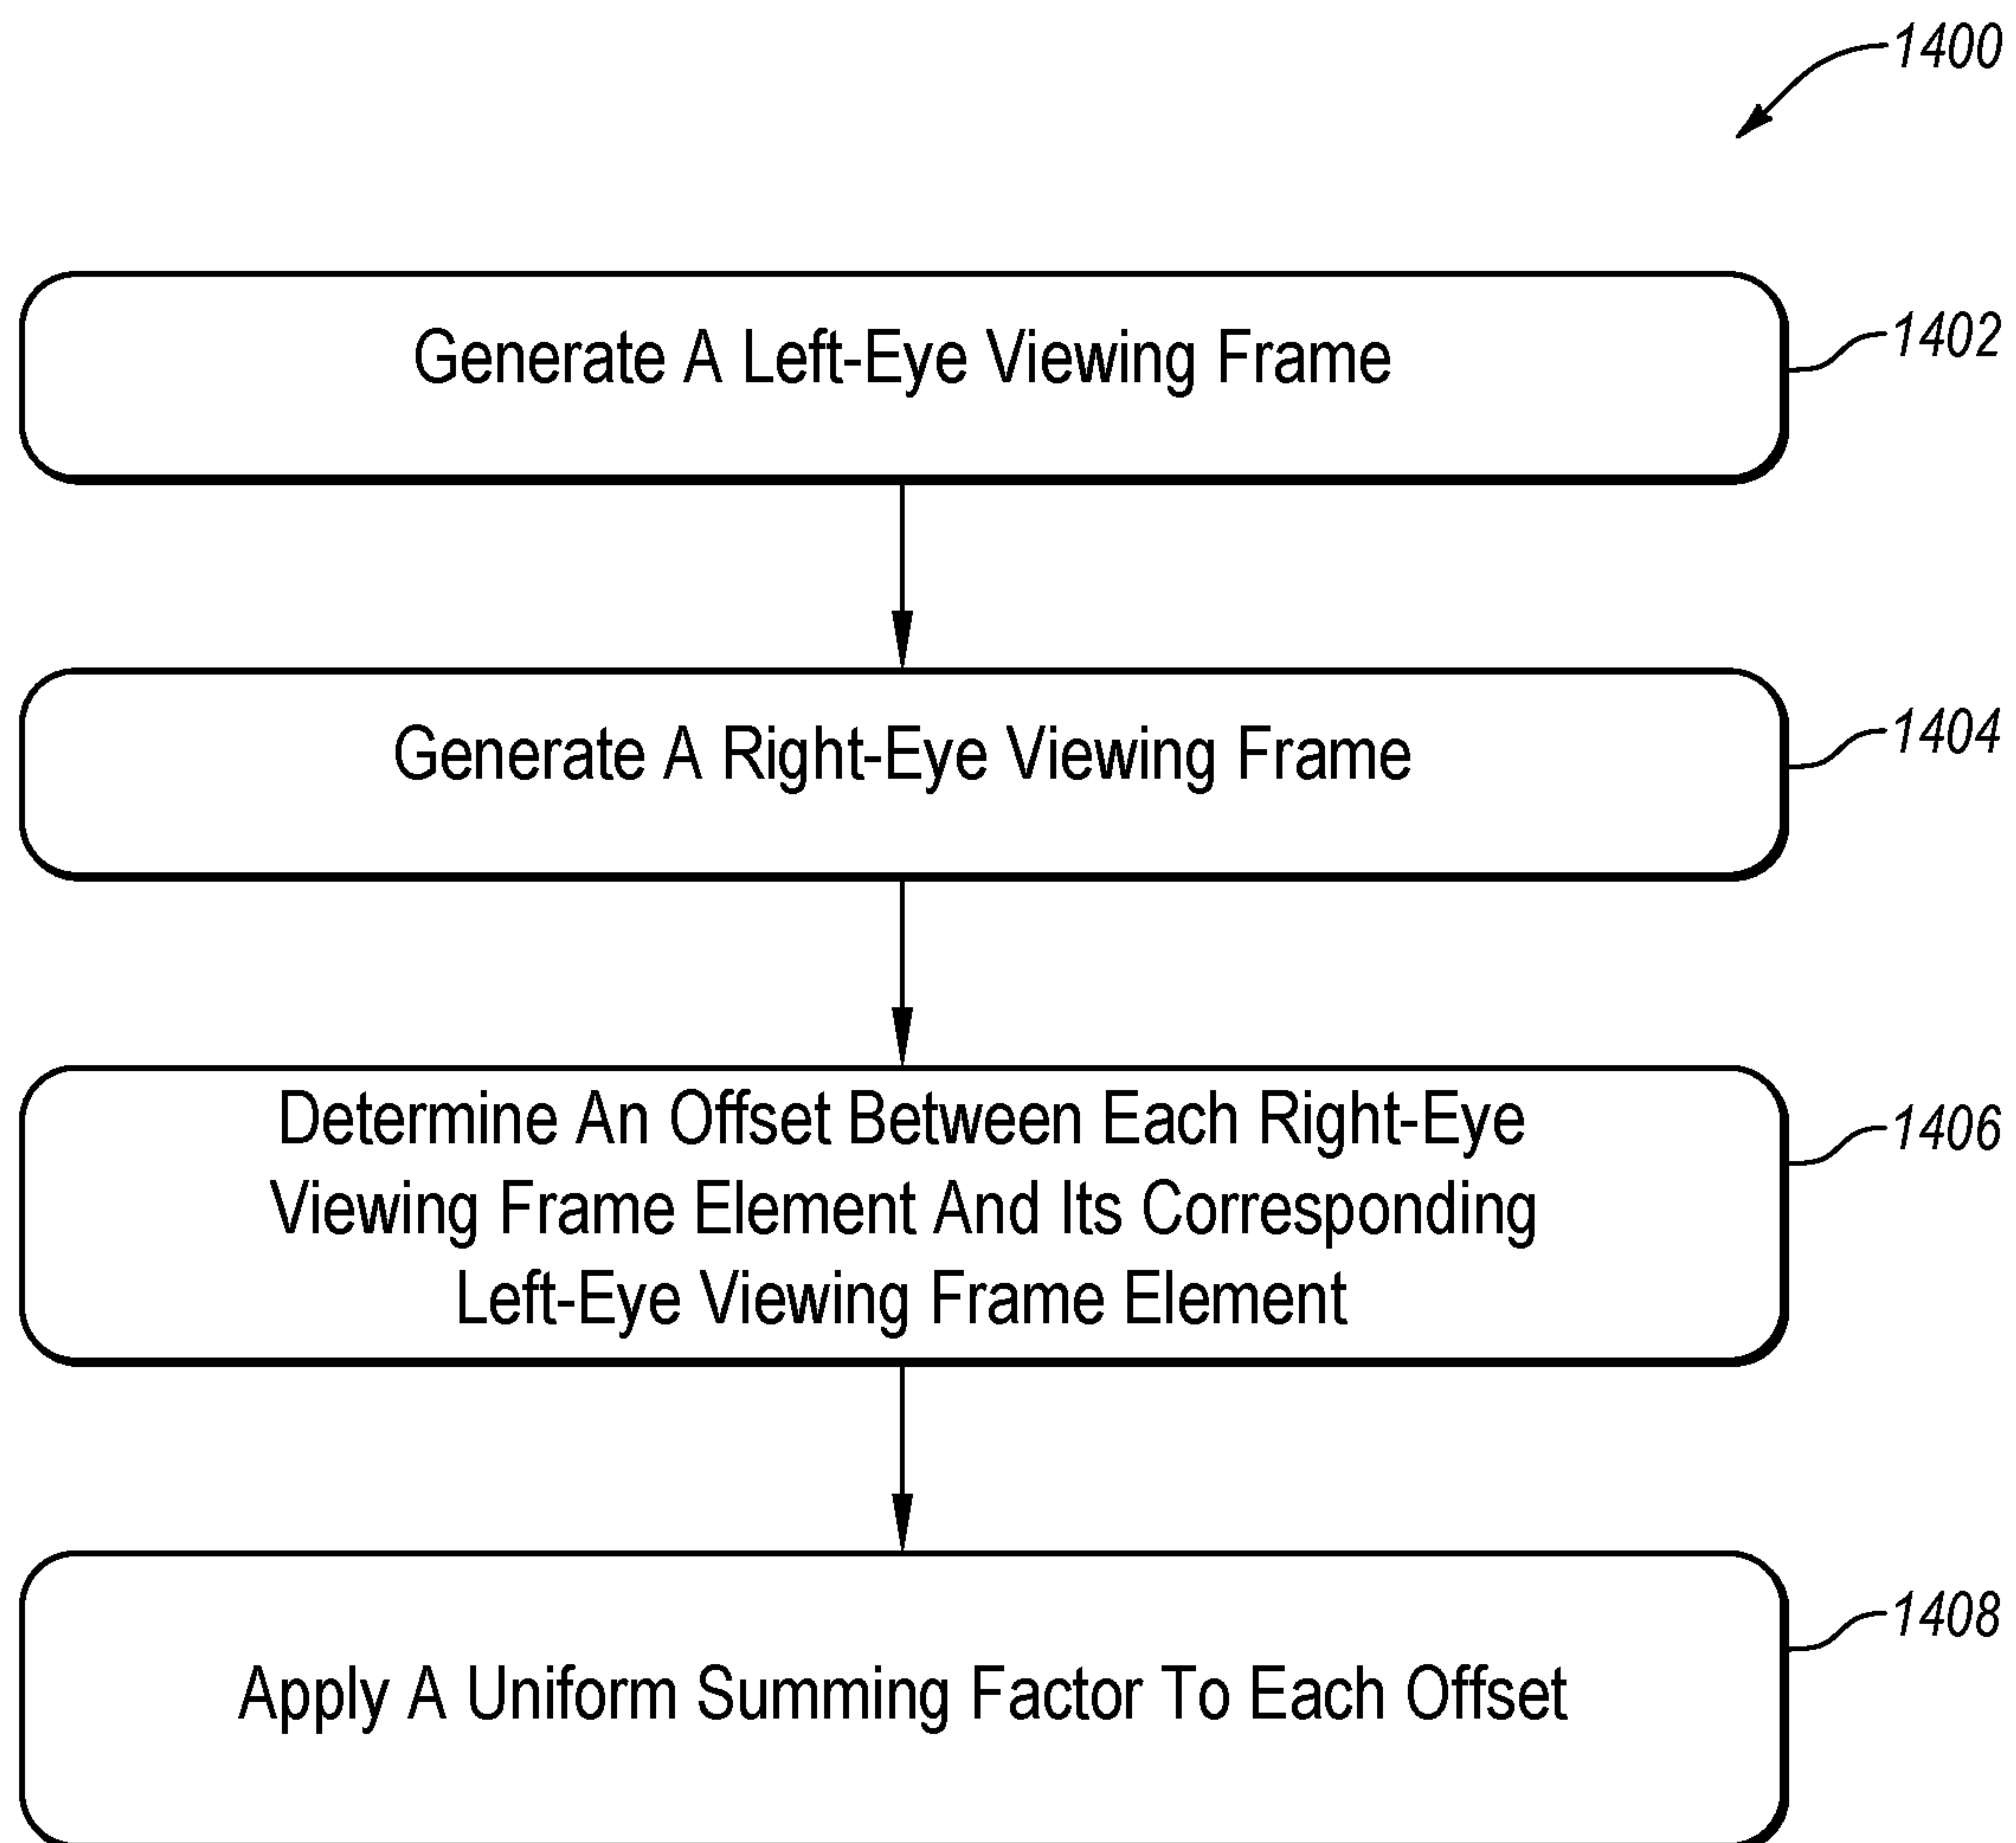 1400
Generate A Left-Eye Viewing Frame
1402
Generate A Right-Eye Viewing Frame
1404
Determine An Offset Between Each Right-Eye
Viewing Frame Element And Its Corresponding
Left-Eye Viewing Frame Element
1406
Apply A Uniform Summing Factor To Each Offset
1408